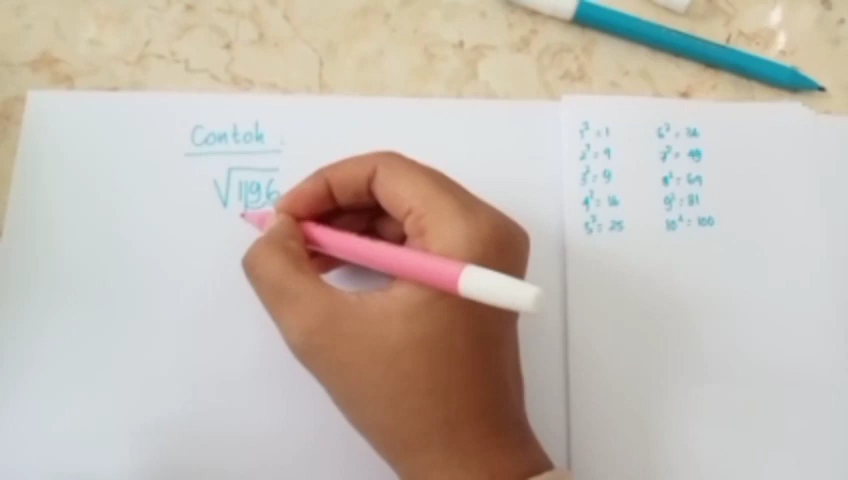 Contoh :
√196
1² = 1
2² = 4
3² = 9
4² = 16
5² = 25
6² = 36
7² = 49
8² = 64
9² = 81
10² = 100